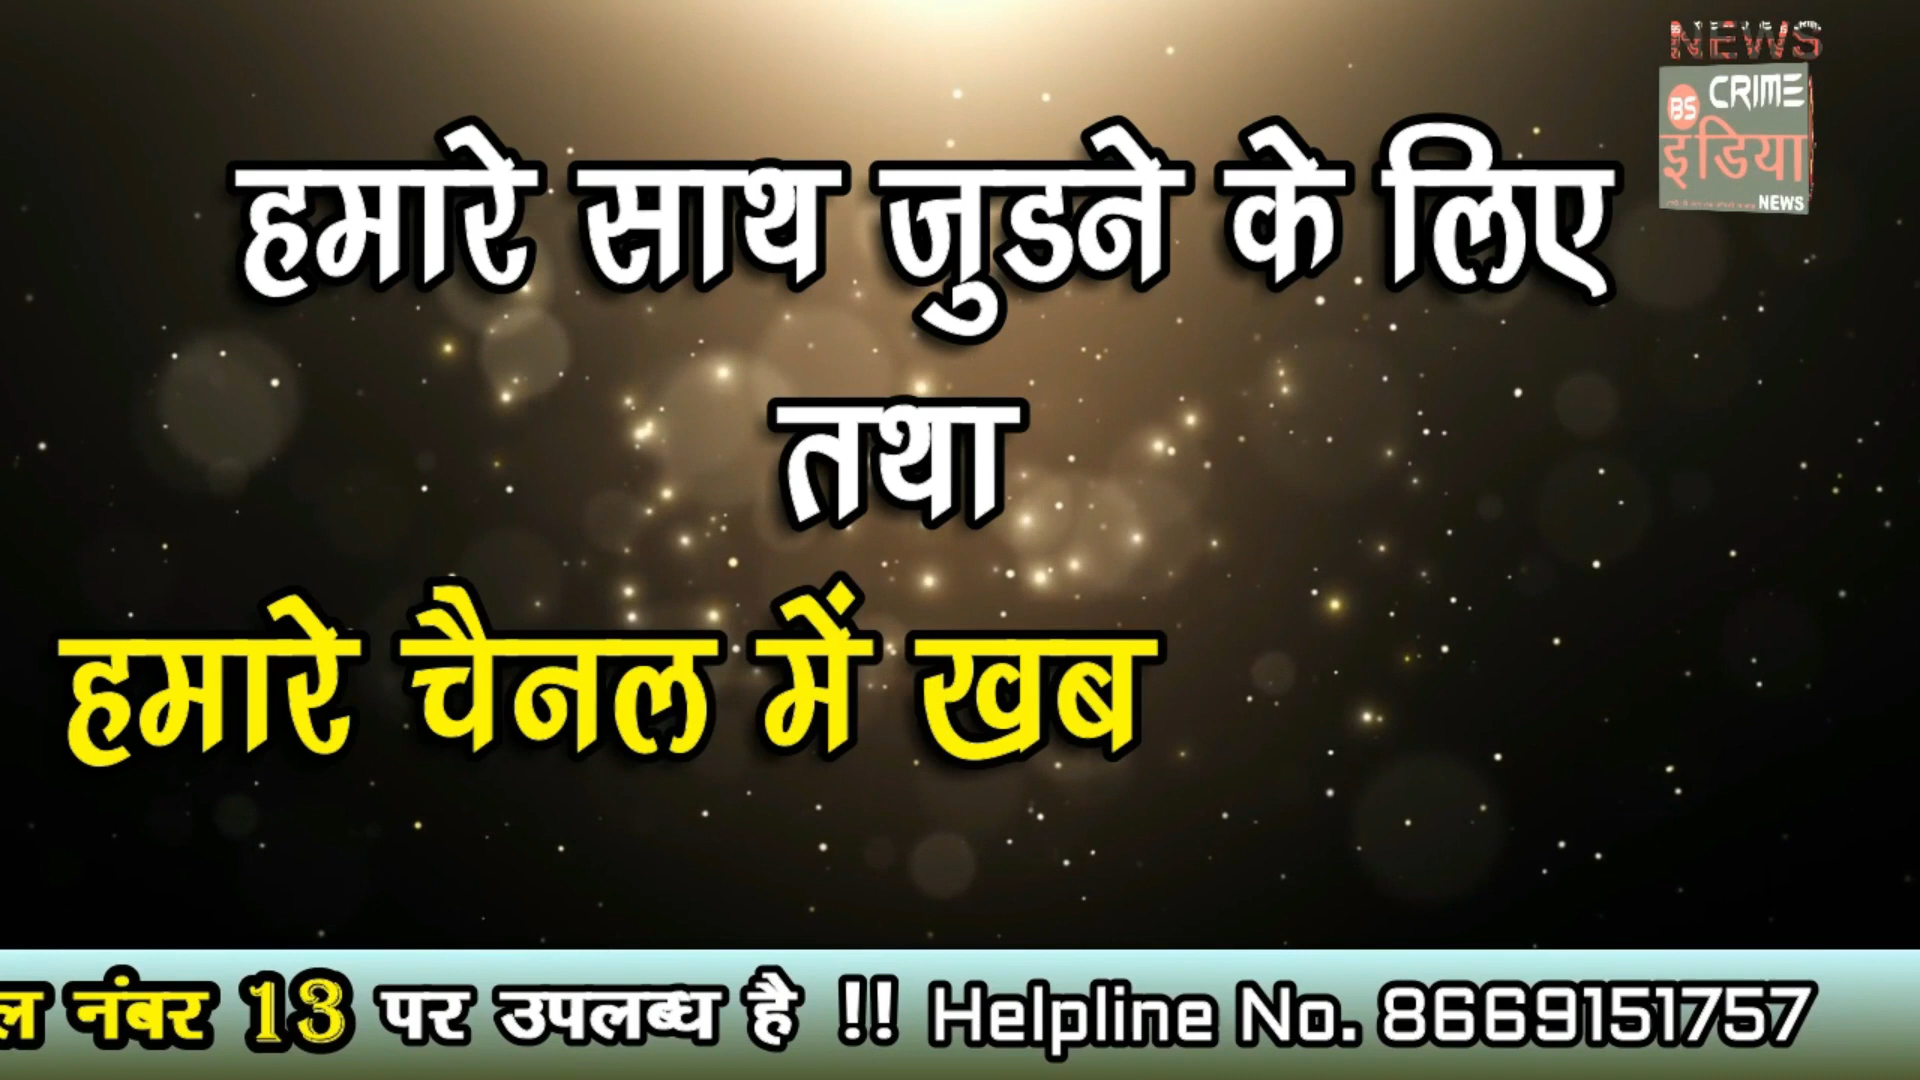 NEWS
BS CRIME
इंडिया
NEWS
हमारे साथ जुडने के लिए
तथा
हमारे चैनल में खब
ल नंबर 13 पर उपलब्ध है !! Helpline No. 8669151757